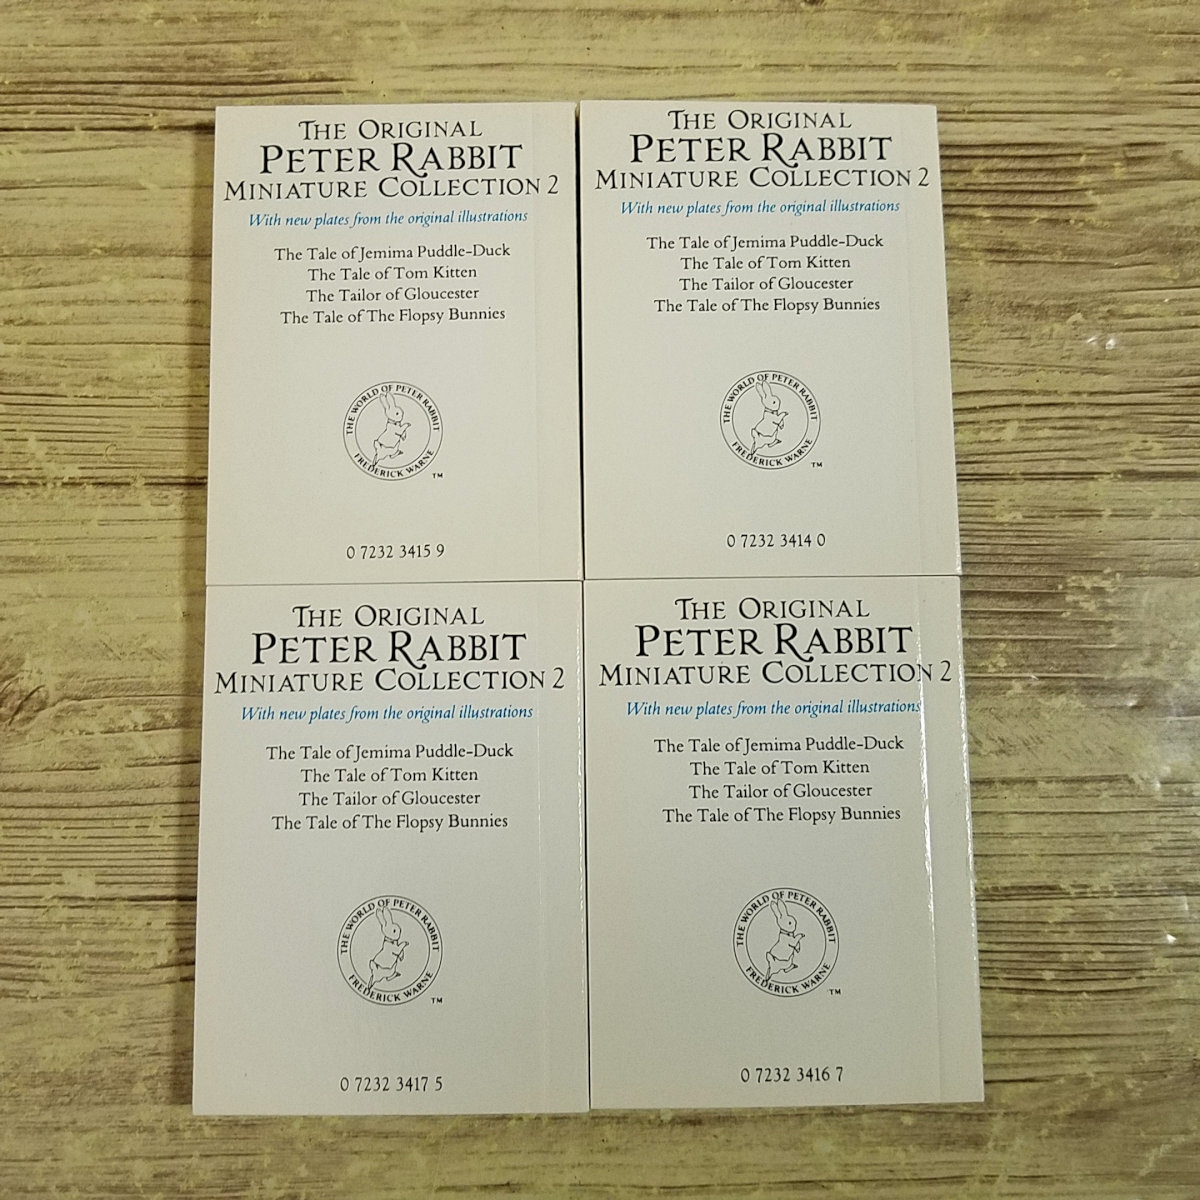 THE ORIGINAL
PETER RABBIT
MINIATURE COLLECTION 2
With new plates from the original illustrations
The Tale of Jemima Puddle-Duck
The Tale of Tom Kitten
The Tailor of Gloucester
The Tale of The Flopsy Bunnies
THE WORLD OF PETER RABBIT
FREDERICK WARNE
TM
0 7232 3415 9
THE ORIGINAL
PETER RABBIT
MINIATURE COLLECTION 2
With new plates from the original illustrations
The Tale of Jemima Puddle-Duck
The Tale of Tom Kitten
The Tailor of Gloucester
The Tale of The Flopsy Bunnies
THE WORLD OF PETER RABBIT
FREDERICK WARNE
TM
0 7232 3414 0
THE ORIGINAL
PETER RABBIT
MINIATURE COLLECTION 2
With new plates from the original illustrations
The Tale of Jemima Puddle-Duck
The Tale of Tom Kitten
The Tailor of Gloucester
The Tale of The Flopsy Bunnies
THE WORLD OF PETER RABBIT
FREDERICK WARNE
TM
0 7232 3417 5
THE ORIGINAL
PETER RABBIT
MINIATURE COLLECTION 2
With new plates from the original illustrations
The Tale of Jemima Puddle-Duck
The Tale of Tom Kitten
The Tailor of Gloucester
The Tale of The Flopsy Bunnies
THE WORLD OF PETER RABBIT
FREDERICK WARNE
TM
0 7232 3416 7